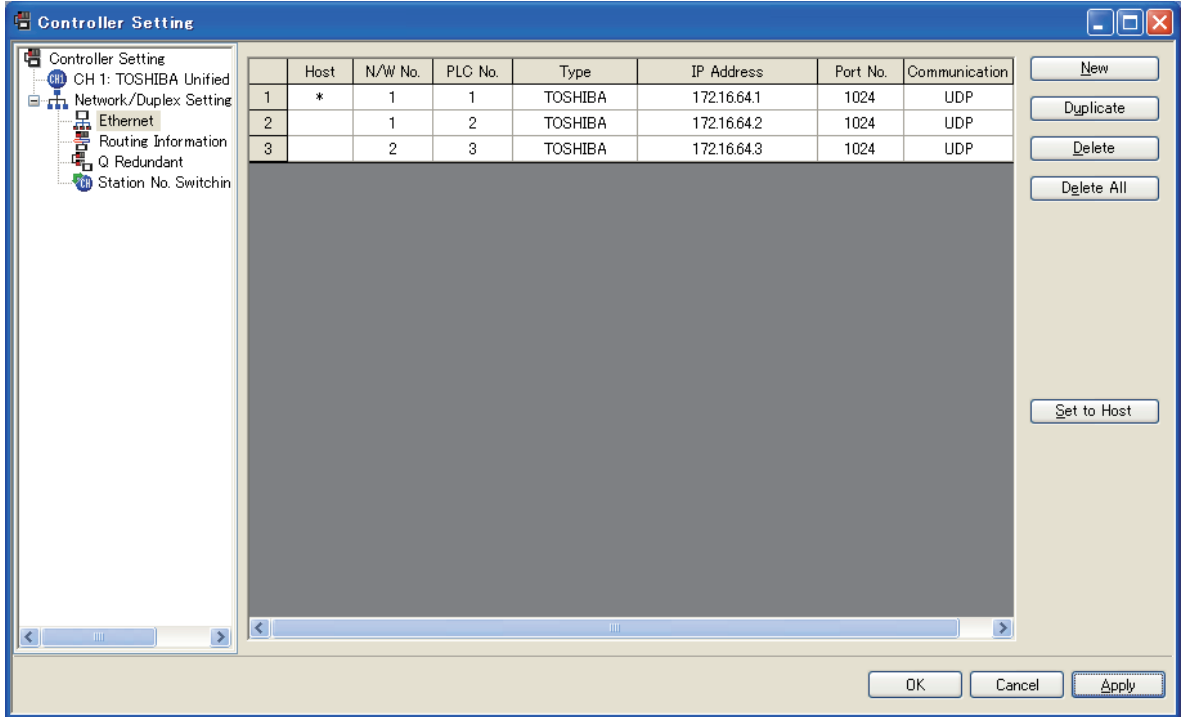 Controller Setting
Controller Setting
CH1 CH 1: TOSHIBA Unified
Network/Duplex Setting
Ethernet
Routing Information
Q Redundant
CH Station No. Switchin
Host N/W No. PLC No. Type IP Address Port No. Communication
1 * 1 1 TOSHIBA 172.16.64.1 1024 UDP
2 1 2 TOSHIBA 172.16.64.2 1024 UDP
3 2 3 TOSHIBA 172.16.64.3 1024 UDP
New
Duplicate
Delete
Delete All
Set to Host
OK Cancel Apply